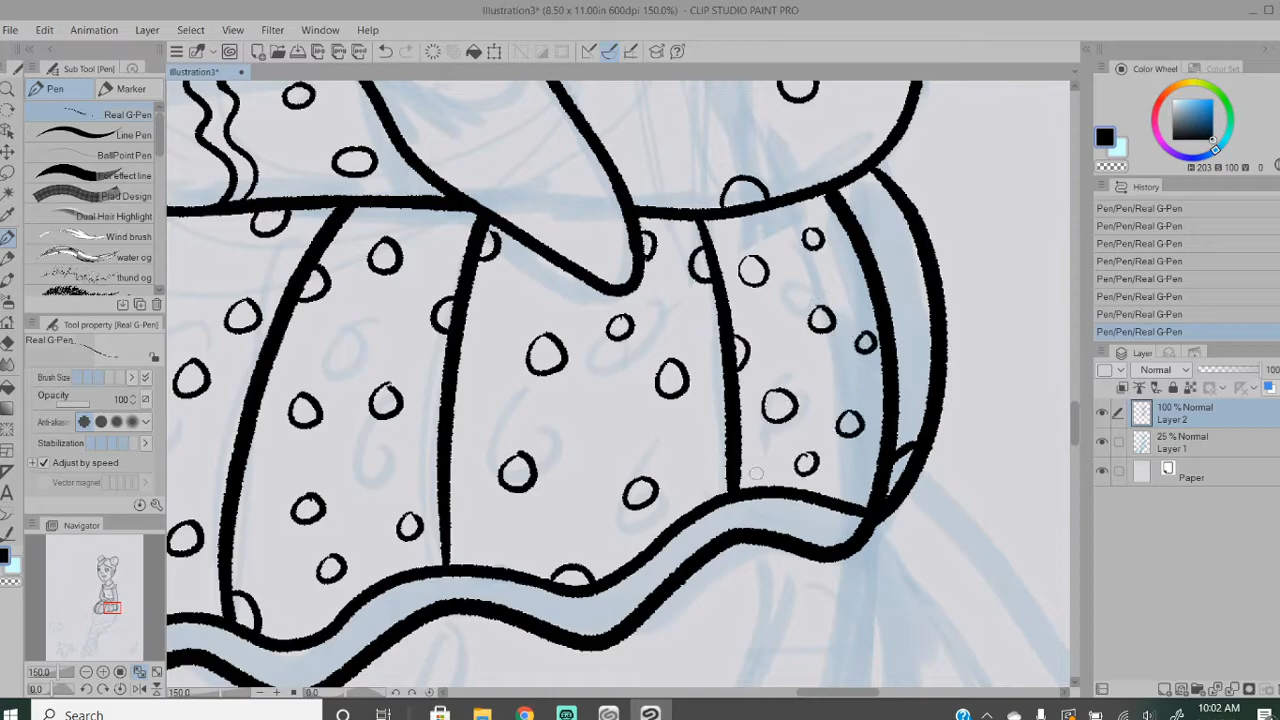 Illustration3* (8.50 x 11.00in 600dpi 150.0%) - CLIP STUDIO PAINT PRO
File Edit Animation Layer Select View Filter Window Help
Sub Tool [Pen]
Illustration3*
Pen Marker
Real G-Pen
Line Pen
BallPoint Pen
For effect line
Plaid Design
Dual Hair Highlight
Wind brush
water og
thund og
Tool property [Real G-Pen]
Real G-Pen
Brush Size
Opacity 100
Anti-alias
Stabilization
Adjust by speed
Vector magnet
Navigator
150.0
0.0
150.0 0.0
Color Wheel Color Set
H 203 S 100 V 0
History
Pen/Pen/Real G-Pen
Pen/Pen/Real G-Pen
Pen/Pen/Real G-Pen
Pen/Pen/Real G-Pen
Pen/Pen/Real G-Pen
Pen/Pen/Real G-Pen
Pen/Pen/Real G-Pen
Pen/Pen/Real G-Pen
Layer
Normal 100
100 % Normal
Layer 2
25 % Normal
Layer 1
Paper
Search
10:02 AM